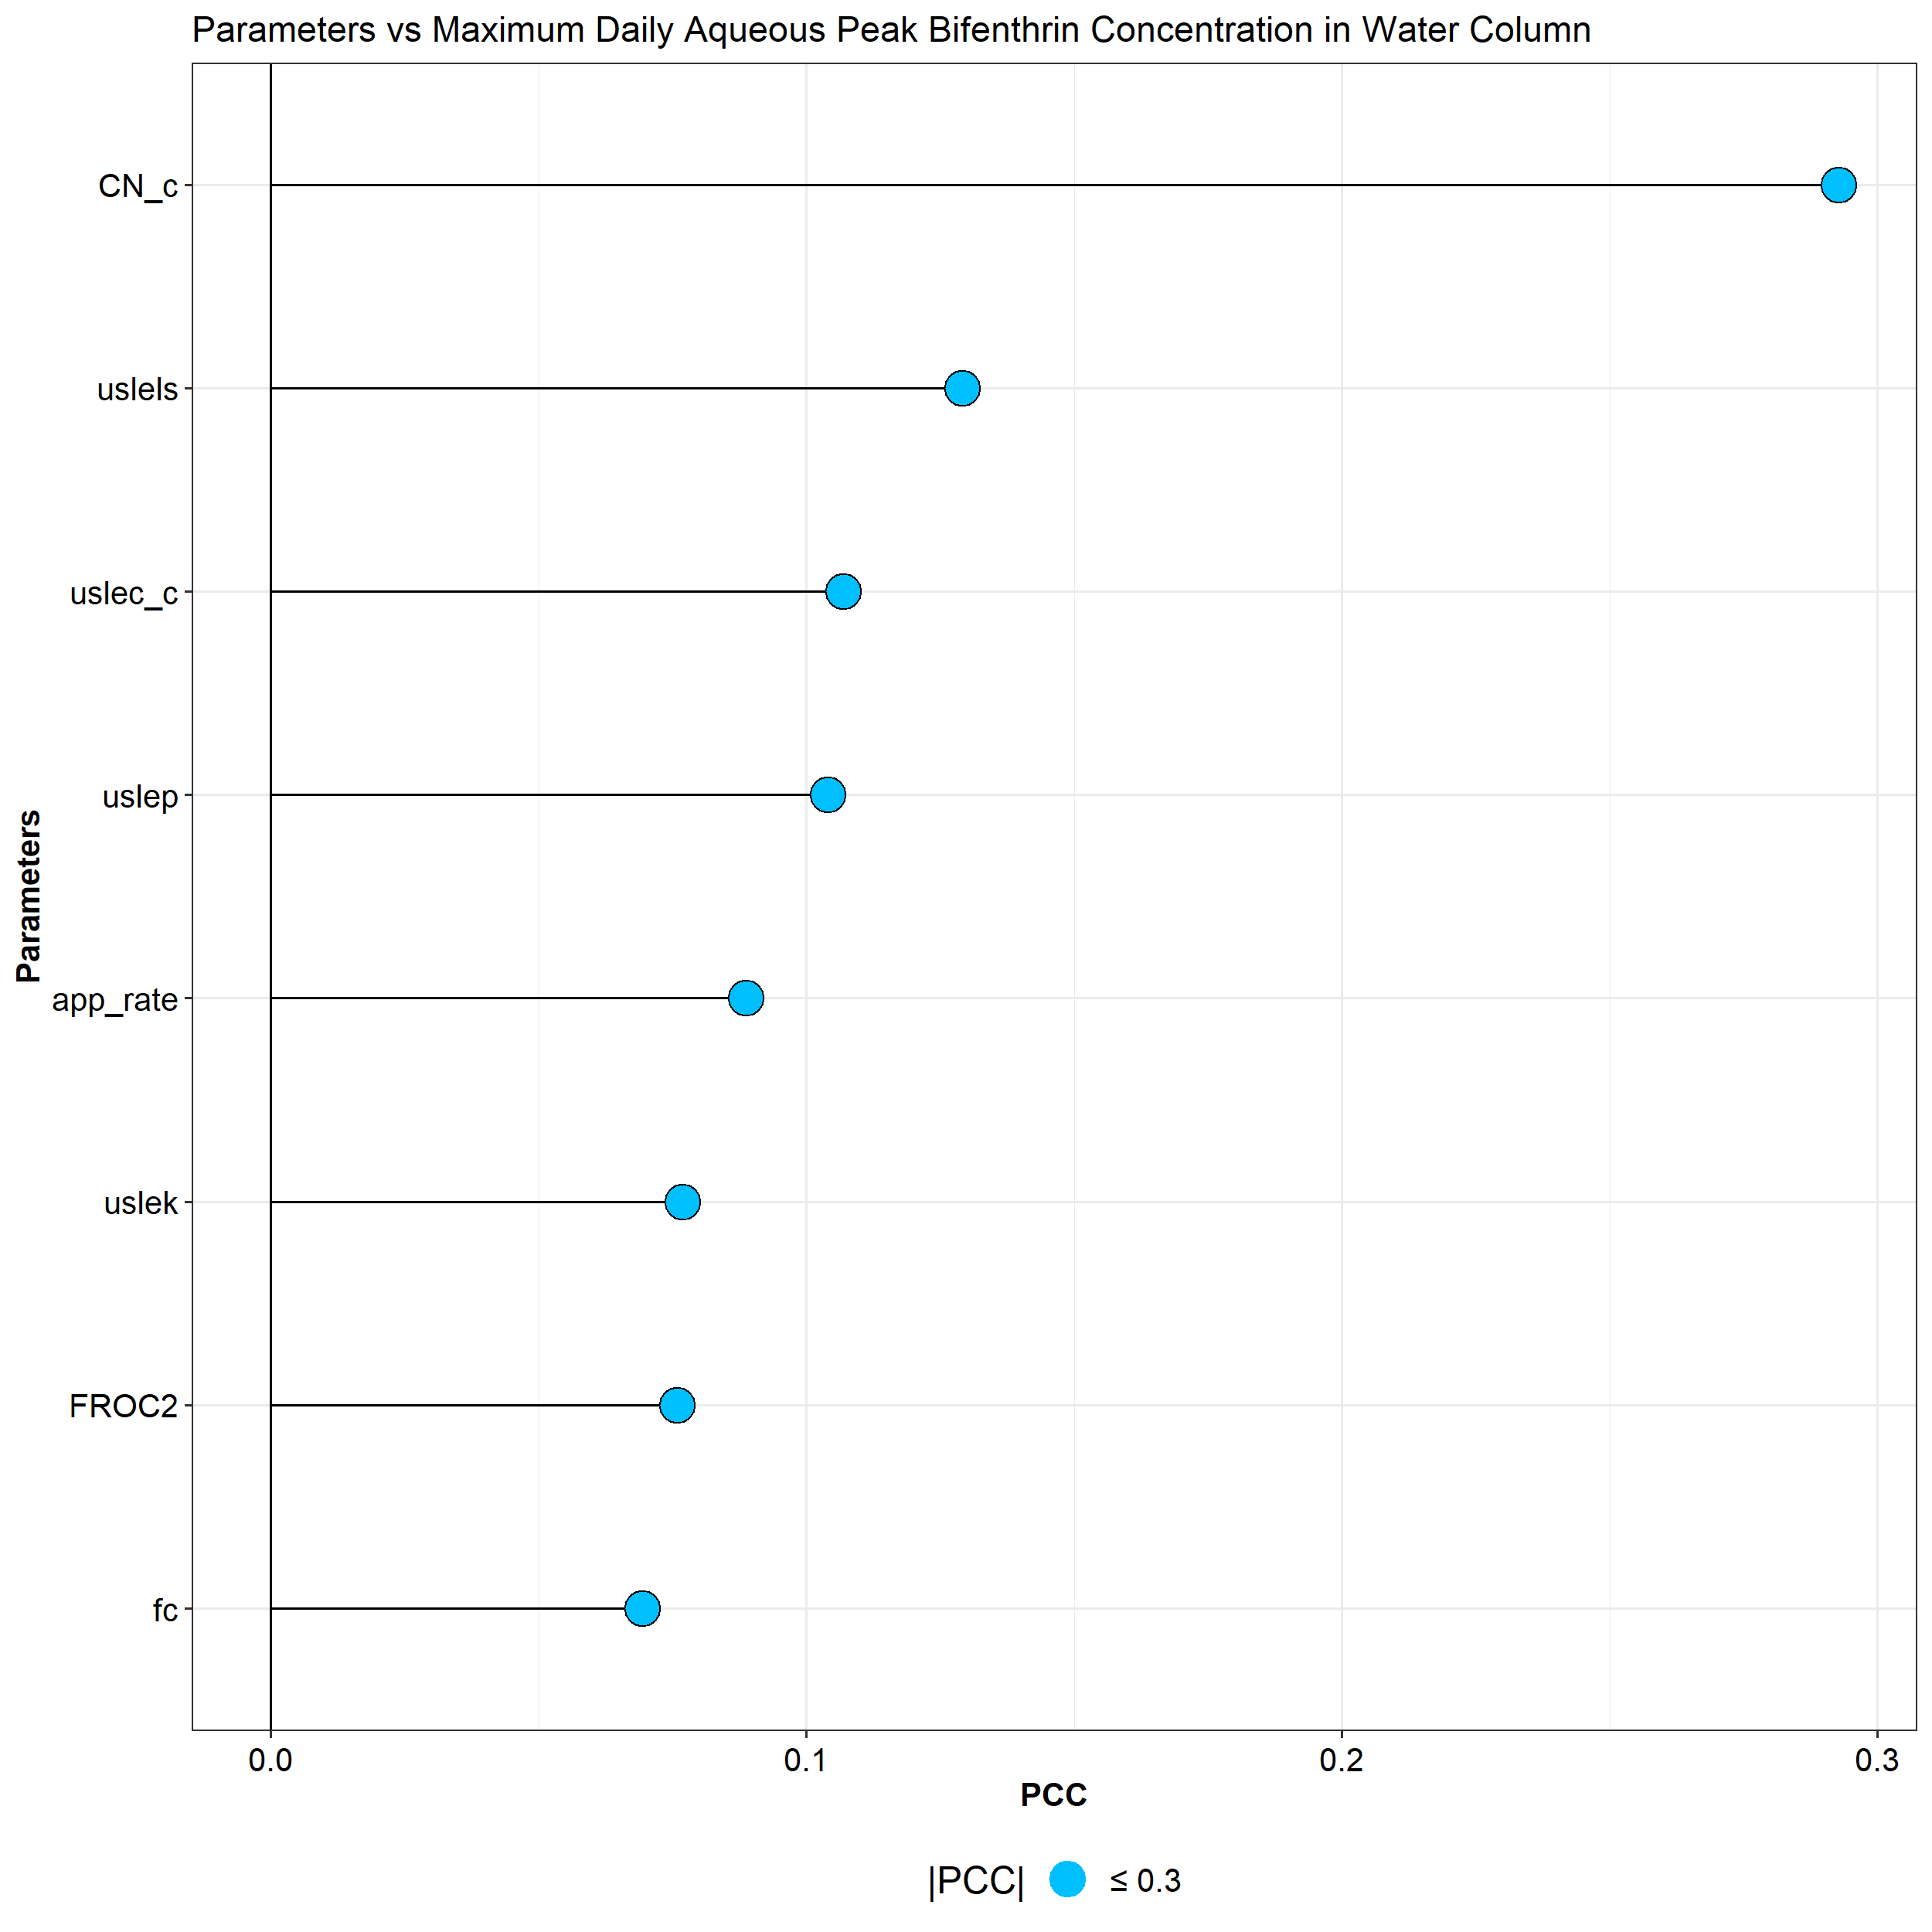 Parameters vs Maximum Daily Aqueous Peak Bifenthrin Concentration in Water Column
CN_c
uslels
uslec_c
uslep
Parameters
app_rate
uslek
FROC2
fc
0.0 0.1 0.2 0.3
PCC
|PCC| ≤ 0.3